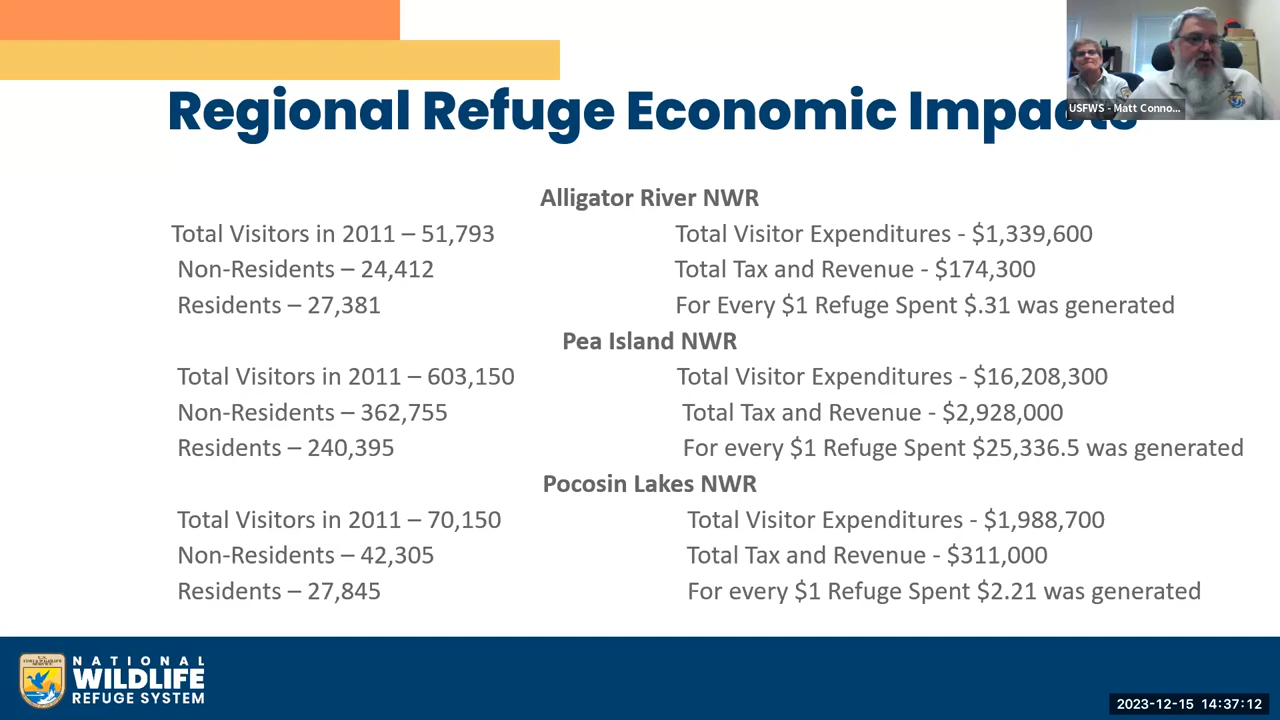 Regional Refuge Economic Impacts
USFWS - Matt Conno...
Alligator River NWR
Total Visitors in 2011 – 51,793
Total Visitor Expenditures - $1,339,600
Non-Residents – 24,412
Total Tax and Revenue - $174,300
Residents – 27,381
For Every $1 Refuge Spent $.31 was generated
Pea Island NWR
Total Visitors in 2011 – 603,150
Total Visitor Expenditures - $16,208,300
Non-Residents – 362,755
Total Tax and Revenue - $2,928,000
Residents – 240,395
For every $1 Refuge Spent $25,336.5 was generated
Pocosin Lakes NWR
Total Visitors in 2011 – 70,150
Total Visitor Expenditures - $1,988,700
Non-Residents – 42,305
Total Tax and Revenue - $311,000
Residents – 27,845
For every $1 Refuge Spent $2.21 was generated
NATIONAL
WILDLIFE
REFUGE SYSTEM
2023-12-15 14:37:12